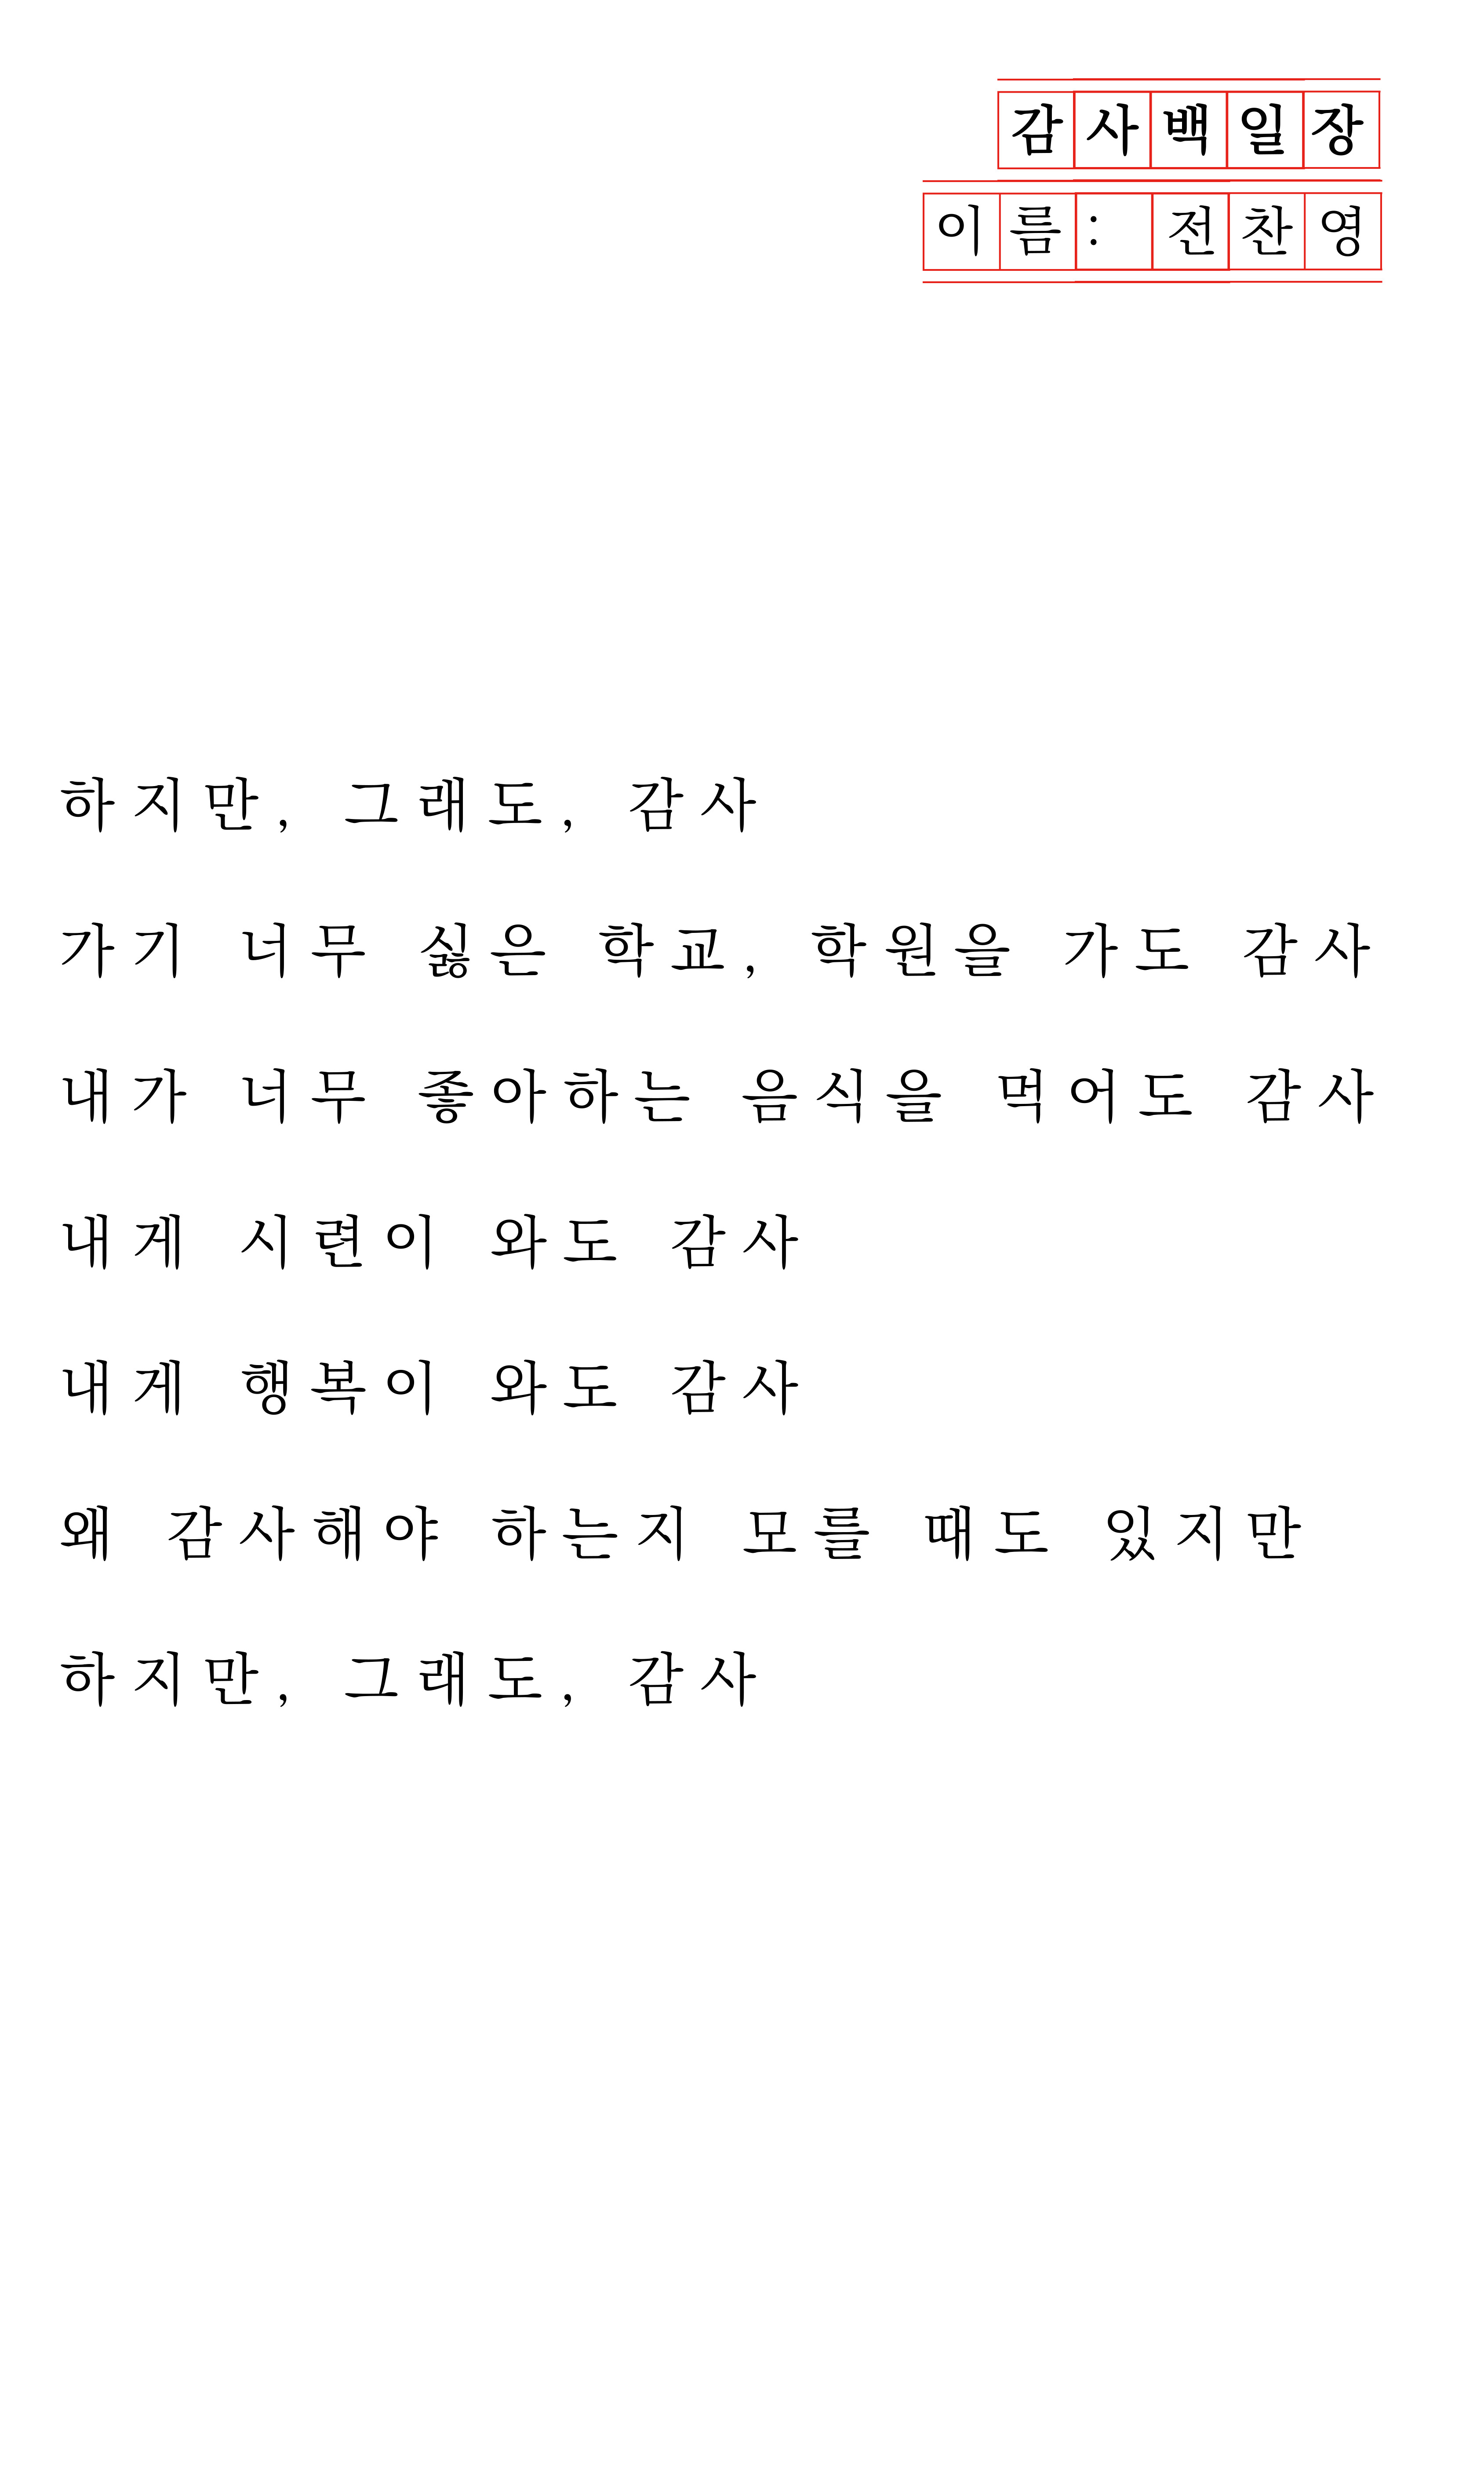 감사백일장
이름: 전찬영
하지만, 그래도, 감사
가기 너무 싫은 학교, 학원을 가도 감사
내가 너무 좋아하는 음식을 먹어도 감사
내게 시련이 와도 감사
내게 행복이 와도 감사
왜 감사해야 하는지 모를 때도 있지만
하지만, 그래도, 감사